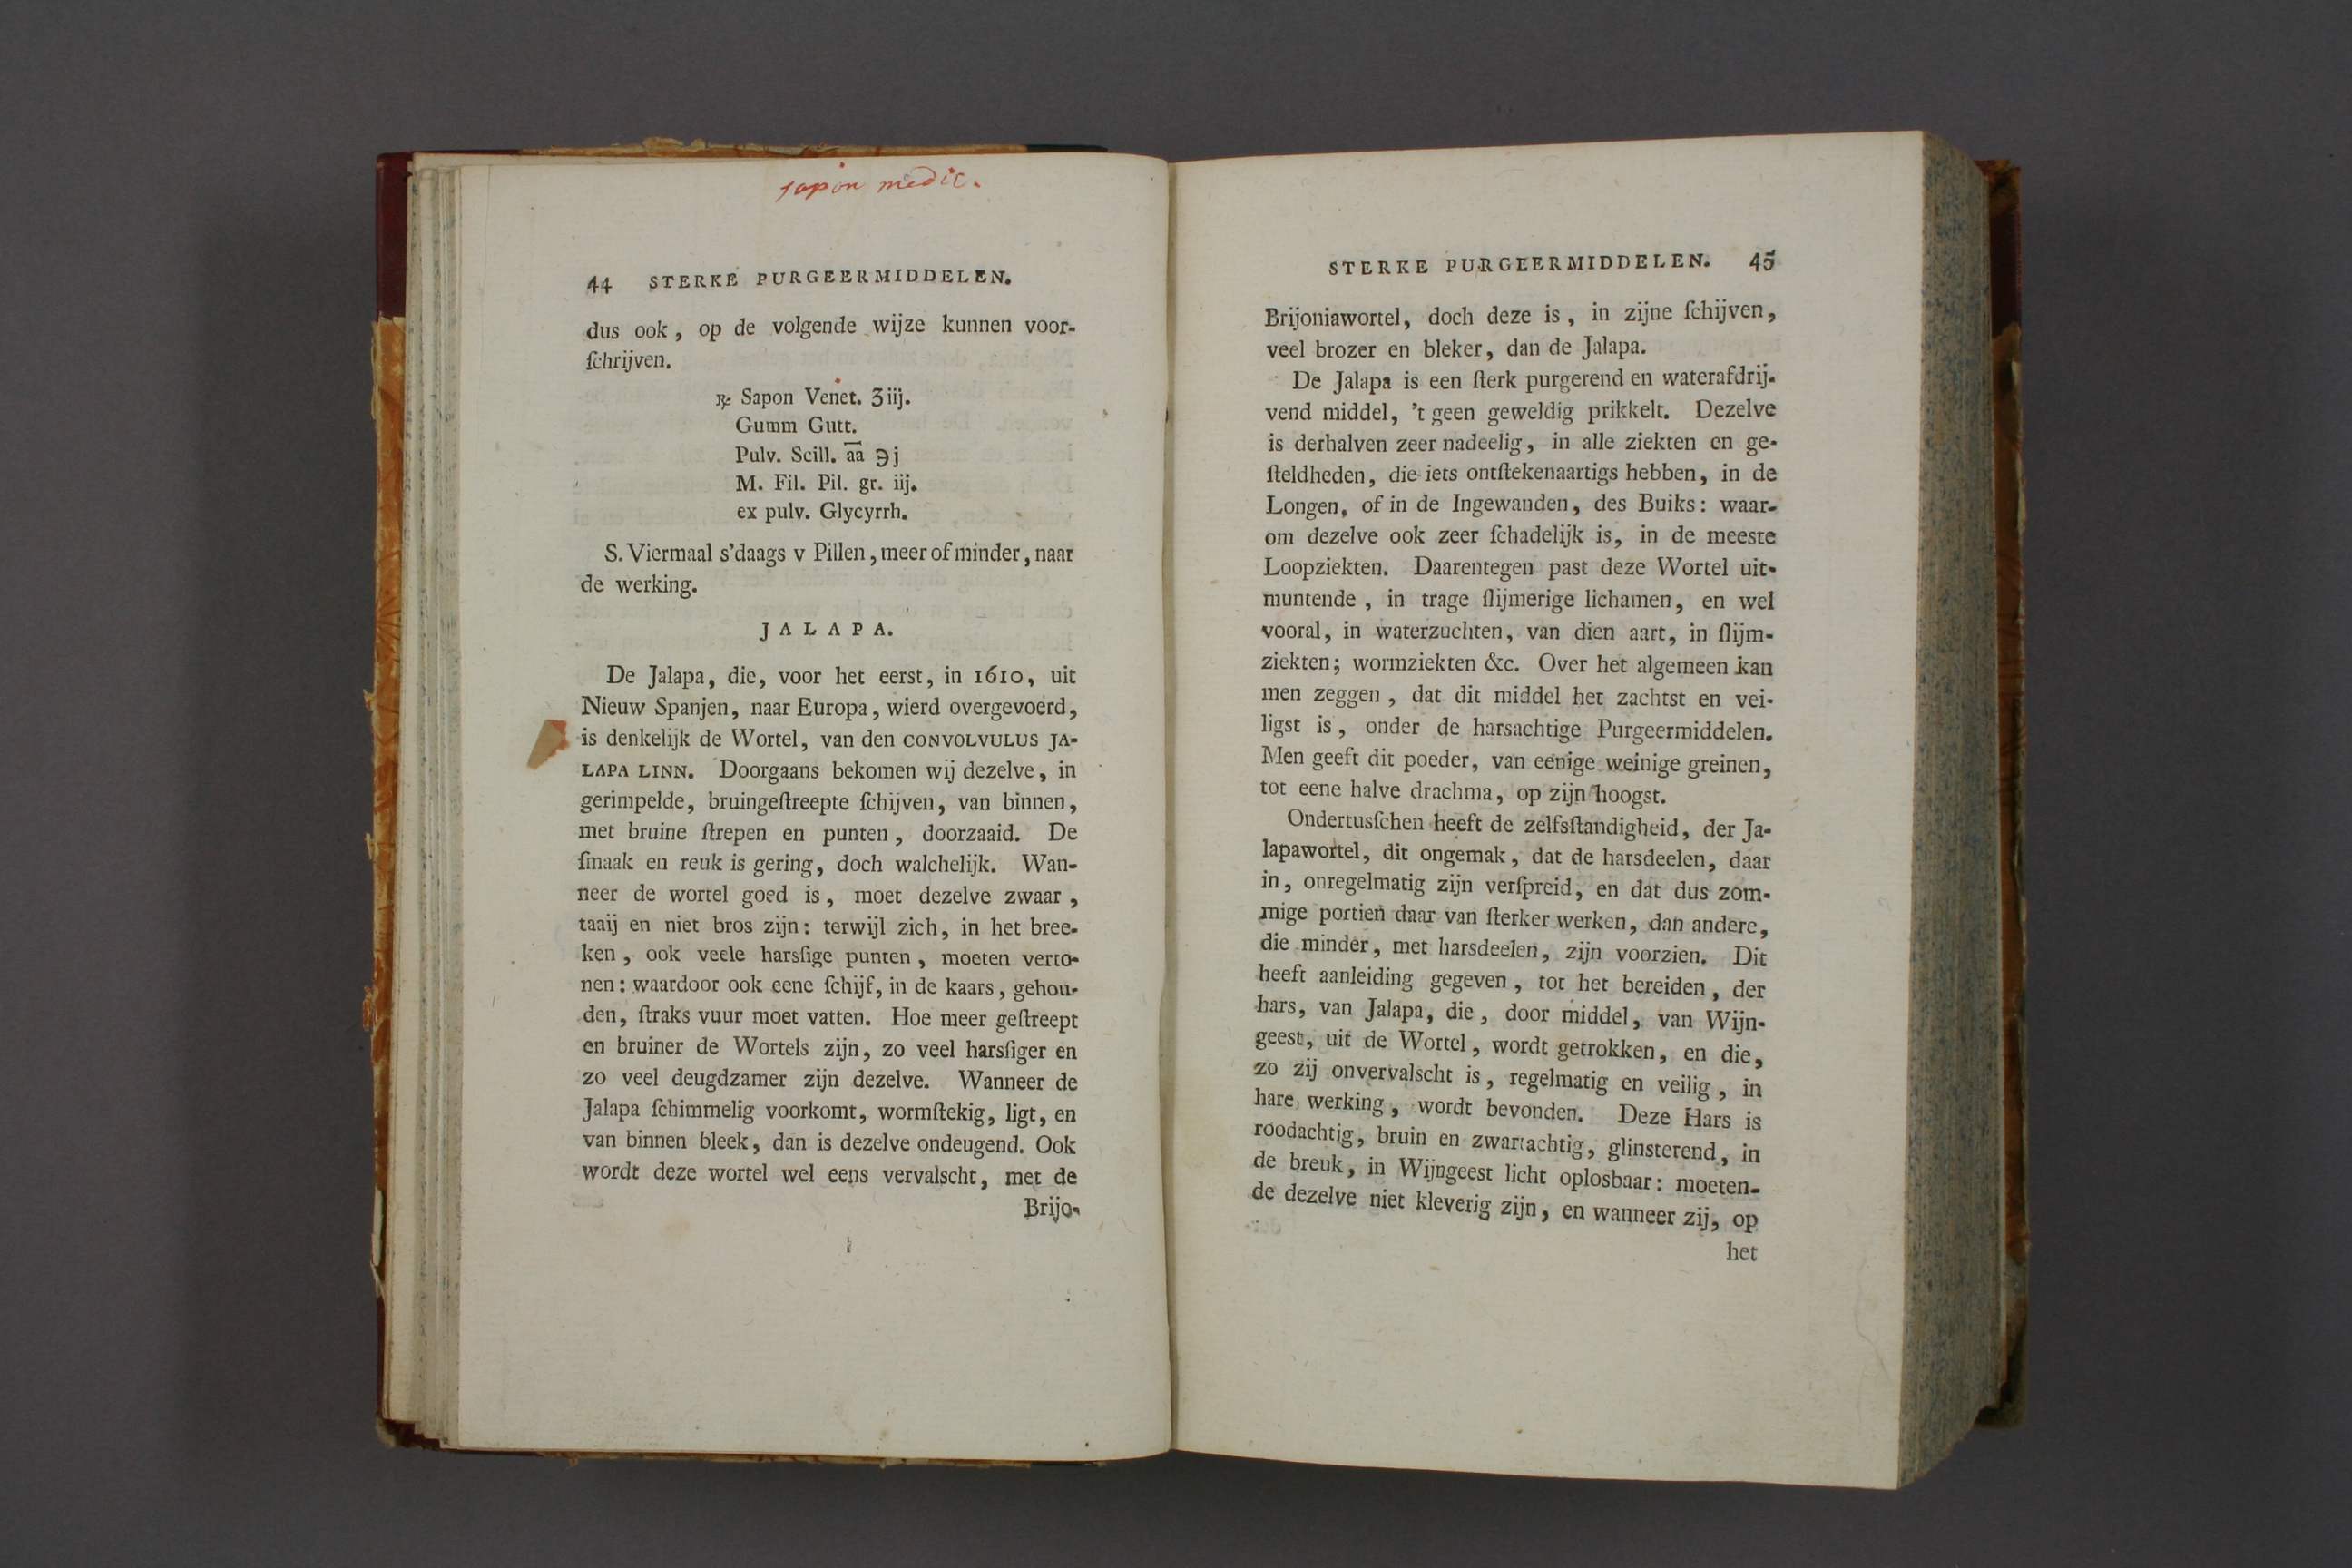 sapon medic.
44 STERKE PURGEERMIDDELEN.
dus ook, op de volgende wijze kunnen voor-
ſchrijven.
℞ Sapon Venet. ʒiij.
Gumm Gutt.
Pulv. Scill. a͞a ℈j
M. Fil. Pil. gr. iij.
ex pulv. Glycyrrh.
S. Viermaal s'daags v Pillen, meer of minder, naar
de werking.
JALAPA.
De Jalapa, die, voor het eerst, in 1610, uit
Nieuw Spanjen, naar Europa, wierd overgevoerd,
is denkelijk de Wortel, van den CONVOLVULUS JA-
LAPA LINN. Doorgaans bekomen wij dezelve, in
gerimpelde, bruingeſtreepte ſchijven, van binnen,
met bruine ſtrepen en punten, doorzaaid. De
ſmaak en reuk is gering, doch walchelijk. Wan-
neer de wortel goed is, moet dezelve zwaar,
taaij en niet bros zijn: terwijl zich, in het bree-
ken, ook veele harsſige punten, moeten verto-
nen: waardoor ook eene ſchijf, in de kaars, gehou-
den, ſtraks vuur moet vatten. Hoe meer geſtreept
en bruiner de Wortels zijn, zo veel harsſiger en
zo veel deugdzamer zijn dezelve. Wanneer de
Jalapa ſchimmelig voorkomt, wormſtekig, ligt, en
van binnen bleek, dan is dezelve ondeugend. Ook
wordt deze wortel wel eens vervalscht, met de
Brijo-
STERKE PURGEERMIDDELEN. 45
Brijoniawortel, doch deze is, in zijne ſchijven,
veel brozer en bleker, dan de Jalapa.
De Jalapa is een ſterk purgerend en waterafdrij-
vend middel, 't geen geweldig prikkelt. Dezelve
is derhalven zeer nadeelig, in alle ziekten en ge-
ſteldheden, die iets ontſtekenaartigs hebben, in de
Longen, of in de Ingewanden, des Buiks: waar-
om dezelve ook zeer ſchadelijk is, in de meeste
Loopziekten. Daarentegen past deze Wortel uit-
muntende, in trage ſlijmerige lichamen, en wel
vooral, in waterzuchten, van dien aart, in ſlijm-
ziekten; wormziekten &c. Over het algemeen kan
men zeggen, dat dit middel het zachtst en vei-
ligst is, onder de harsachtige Purgeermiddelen.
Men geeft dit poeder, van eenige weinige greinen,
tot eene halve drachma, op zijn hoogst.
Ondertusſchen heeft de zelfsſtandigheid, der Ja-
lapawortel, dit ongemak, dat de harsdeelen, daar
in, onregelmatig zijn verſpreid, en dat dus zom-
mige portien daar van ſterker werken, dan andere,
die minder, met harsdeelen, zijn voorzien. Dit
heeft aanleiding gegeven, tot het bereiden, der
hars, van Jalapa, die, door middel, van Wijn-
geest, uit de Wortel, wordt getrokken, en die,
zo zij onvervalscht is, regelmatig en veilig, in
hare werking, wordt bevonden. Deze Hars is
roodachtig, bruin en zwartachtig, glinsterend, in
de breuk, in Wijngeest licht oplosbaar: moeten-
de dezelve niet kleverig zijn, en wanneer zij, op
het